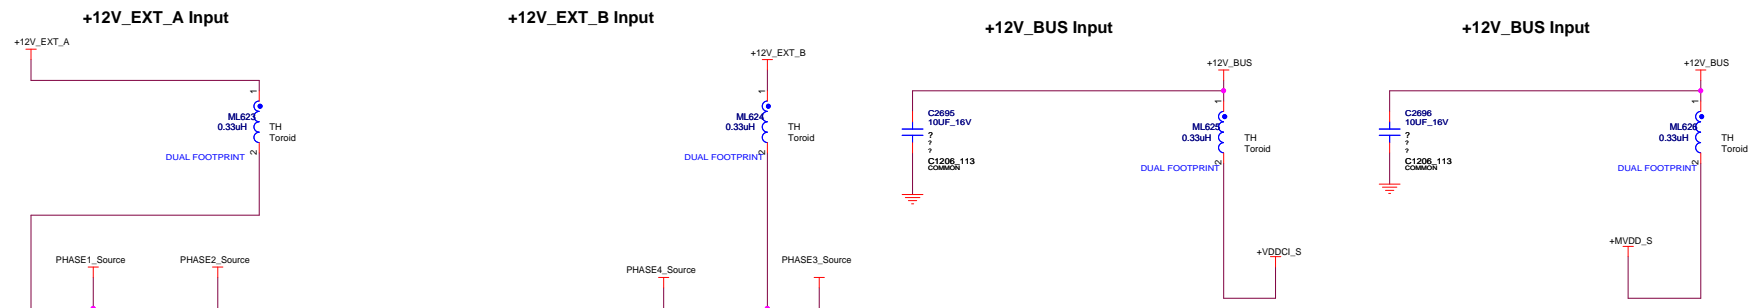 +12V_EXT_A Input
+12V_EXT_A
1
ML623
0.33uH
TH
Toroid
2
DUAL FOOTPRINT
PHASE1_Source
PHASE2_Source
+12V_EXT_B Input
+12V_EXT_B
1
ML624
0.33uH
TH
Toroid
2
DUAL FOOTPRINT
PHASE4_Source
PHASE3_Source
+12V_BUS Input
+12V_BUS
C2695
10UF_16V
?
?
?
C1206_113
COMMON
1
ML625
0.33uH
TH
Toroid
2
DUAL FOOTPRINT
+VDDCI_S
+12V_BUS Input
+12V_BUS
C2696
10UF_16V
?
?
?
C1206_113
COMMON
1
ML626
0.33uH
TH
Toroid
2
DUAL FOOTPRINT
+MVDD_S